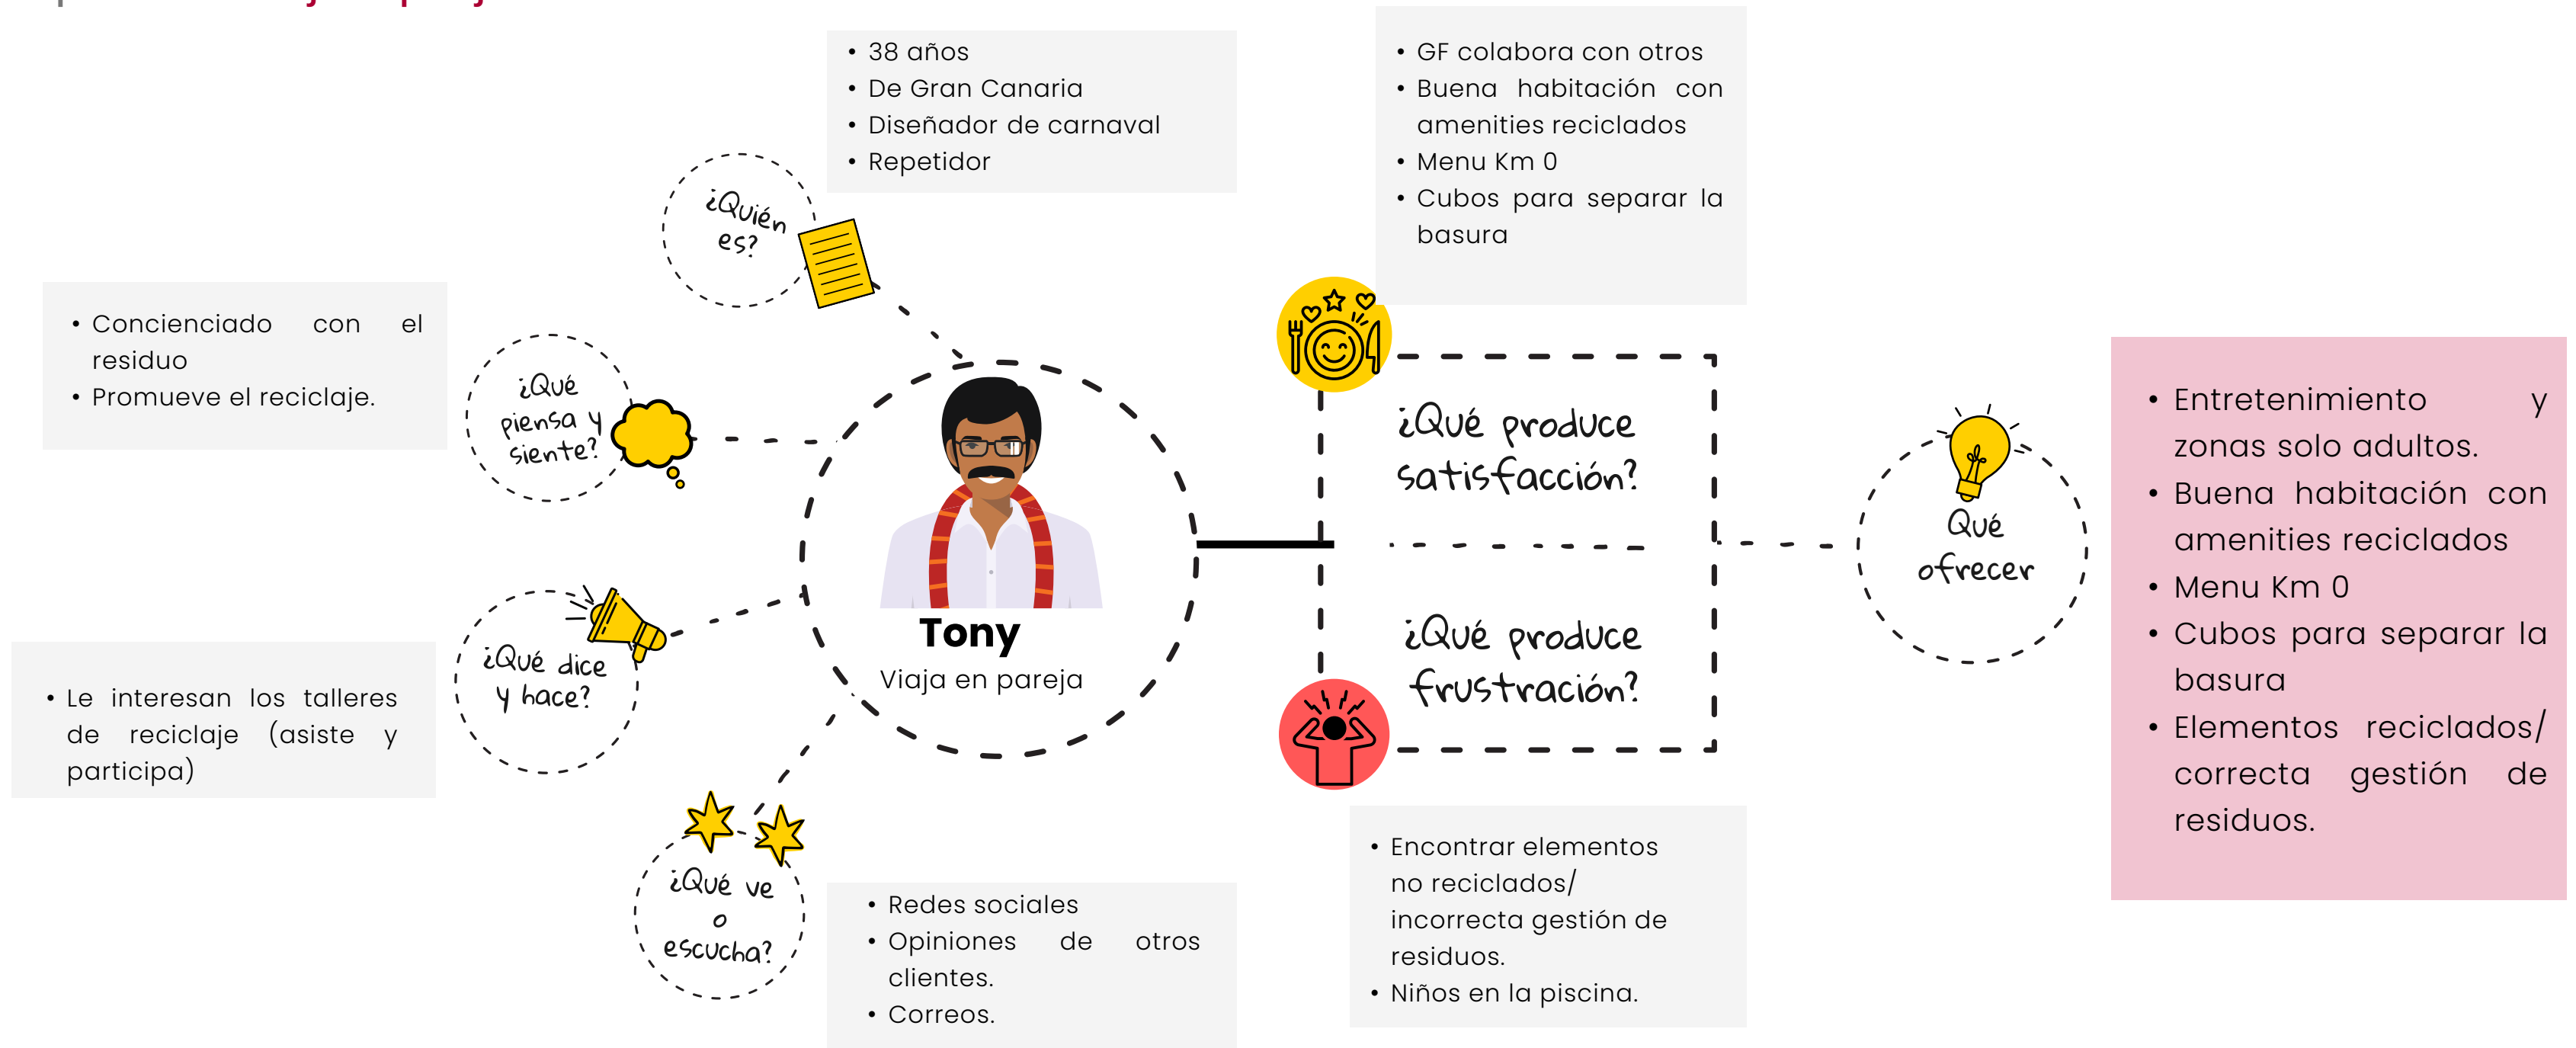 • 38 años
• De Gran Canaria
• Diseñador de carnaval
• Repetidor
¿Quién
es?
• Concienciado con el
residuo
• Promueve el reciclaje.
¿Qué
piensa y
siente?
• Le interesan los talleres
de reciclaje (asiste y
participa)
¿Qué dice
y hace?
¿Qué ve
o
escucha?
• Redes sociales
• Opiniones de otros
clientes.
• Correos.
Tony
Viaja en pareja
• GF colabora con otros
• Buena habitación con
amenities reciclados
• Menu Km 0
• Cubos para separar la
basura
¿Qué produce
satisfacción?
¿Qué produce
frustración?
• Encontrar elementos
no reciclados/
incorrecta gestión de
residuos.
• Niños en la piscina.
Qué
ofrecer
• Entretenimiento y
zonas solo adultos.
• Buena habitación con
amenities reciclados
• Menu Km 0
• Cubos para separar la
basura
• Elementos reciclados/
correcta gestión de
residuos.